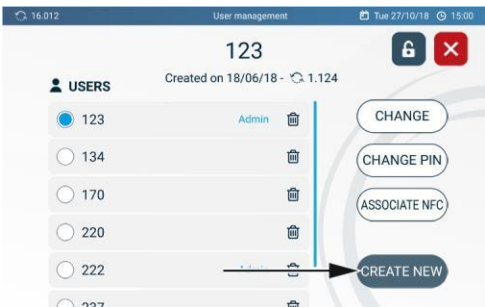 16.012 User management Tue 27/10/18 15:00
123
Created on 18/06/18 - 1.124
USERS
123 Admin
134
170
220
222
CHANGE
CHANGE PIN
ASSOCIATE NFC
CREATE NEW